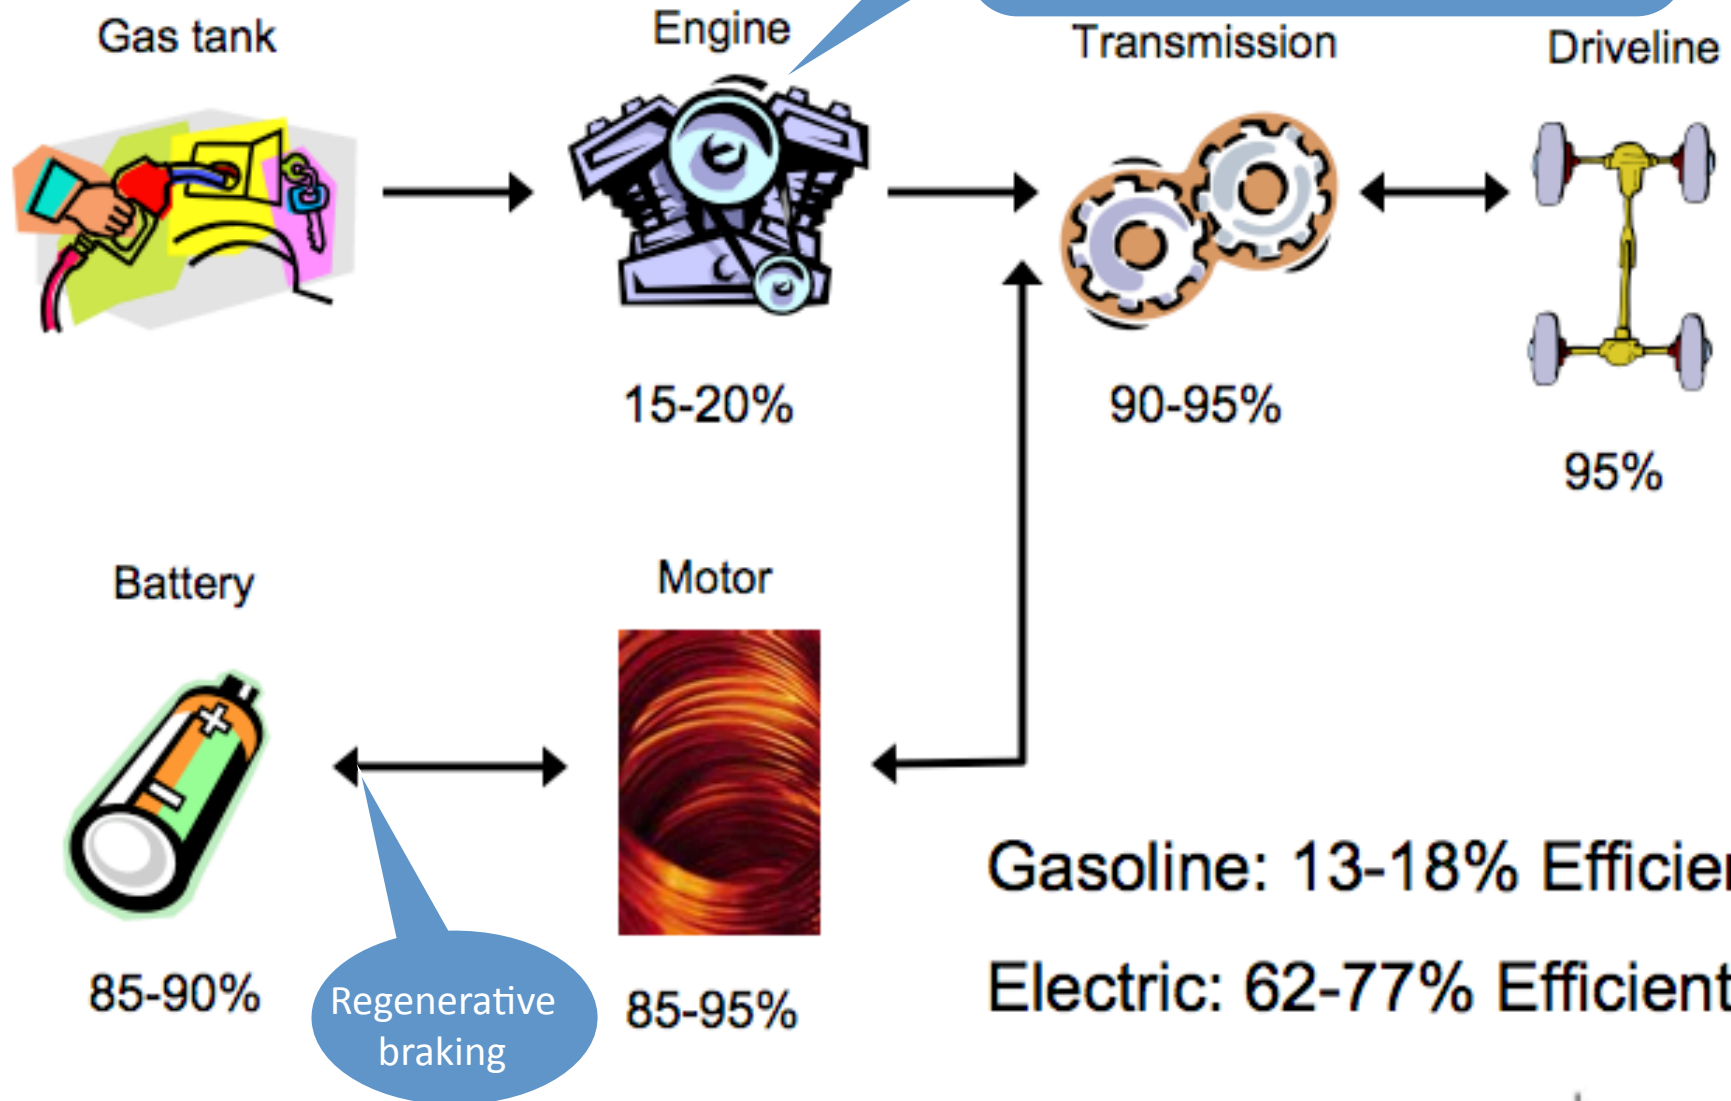 Gas tank
Engine
Transmission
Driveline
15-20%
90-95%
95%
Battery
Motor
85-90%
Regenerative
braking
85-95%
Gasoline: 13-18%
Electric: 62-77% Efficient